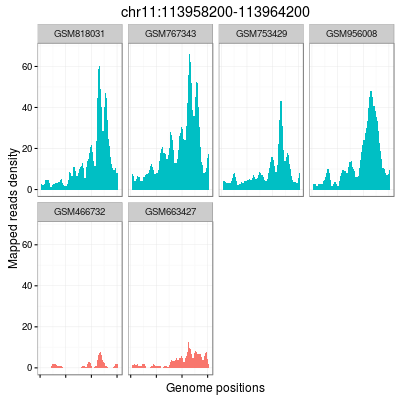 chr11:113958200-113964200
GSM818031 GSM767343 GSM753429 GSM956008
60
40
20
0
GSM466732 GSM663427
60
40
20
0
Mapped reads density
Genome positions